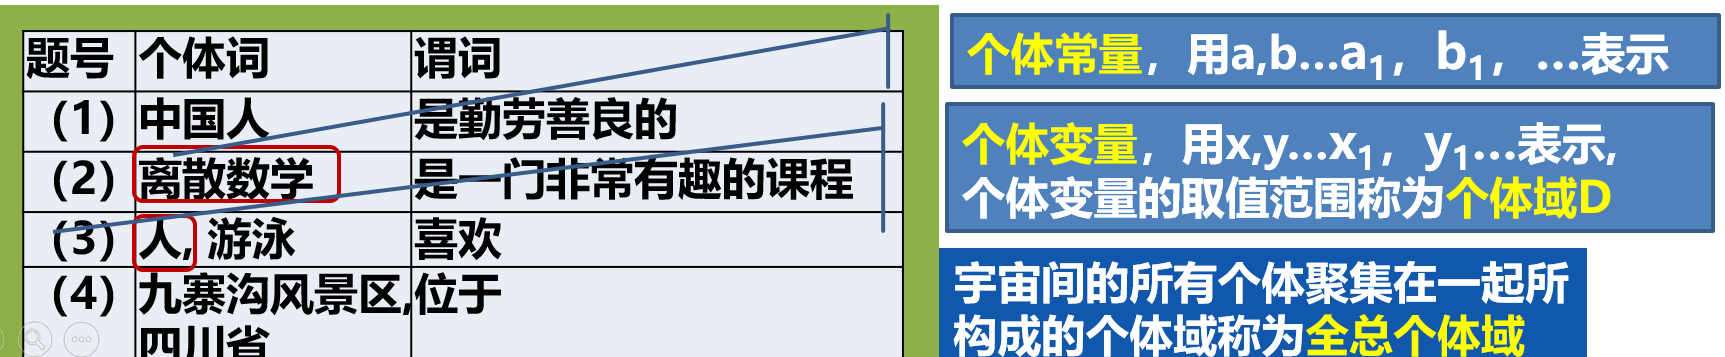 题号 个体词 谓词
（1） 中国人 是勤劳善良的
（2） 离散数学 是一门非常有趣的课程
（3） 人, 游泳 喜欢
（4） 九寨沟风景区, 位于
四川省
个体常量，用a,b…a₁，b₁，…表示
个体变量，用x,y…x₁，y₁…表示,
个体变量的取值范围称为个体域D
宇宙间的所有个体聚集在一起所
构成的个体域称为全总个体域